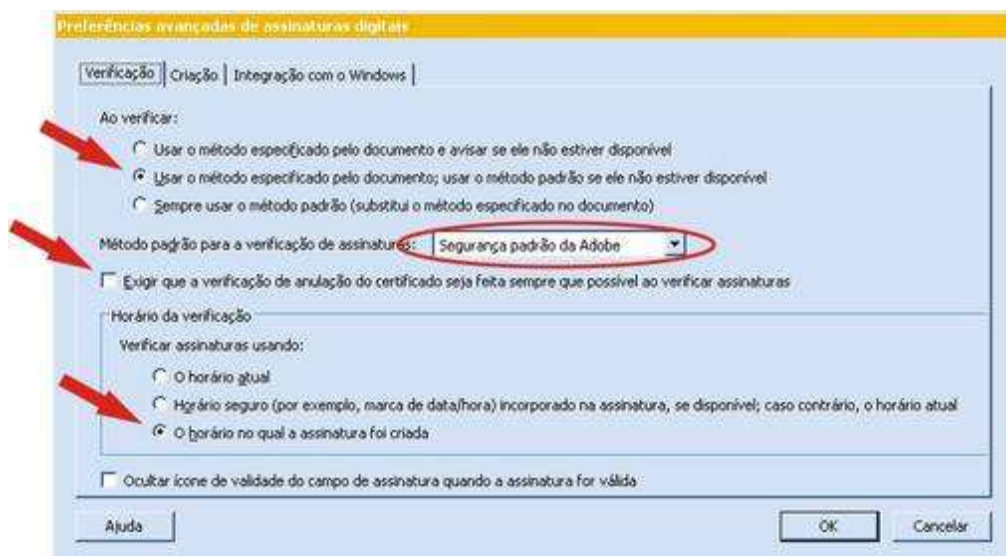 Preferências avançadas de assinaturas digitais
Verificação Criação Integração com o Windows
Ao verificar:
Usar o método especificado pelo documento e avisar se ele não estiver disponível
Usar o método especificado pelo documento; usar o método padrão se ele não estiver disponível
Sempre usar o método padrão (substitui o método especificado no documento)
Método padrão para a verificação de assinaturas: Segurança padrão da Adobe
Exigir que a verificação de anulação do certificado seja feita sempre que possível ao verificar assinaturas
Horário da verificação
Verificar assinaturas usando:
O horário atual
Horário seguro (por exemplo, marca de data/hora) incorporado na assinatura, se disponível; caso contrário, o horário atual
O horário no qual a assinatura foi criada
Ocultar ícone de validade do campo de assinatura quando a assinatura for válida
Ajuda OK Cancelar